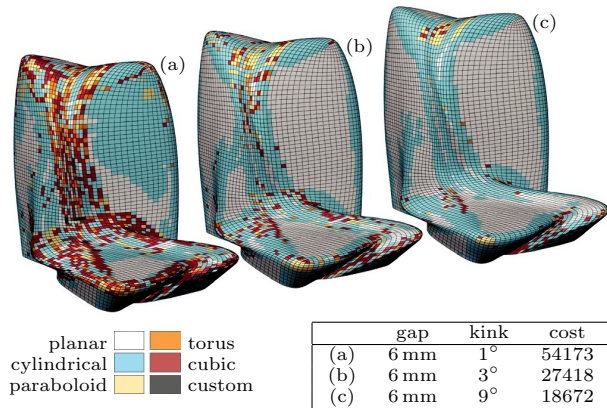 (a)
(b)
(c)
planar torus
cylindrical cubic
paraboloid custom
gap kink cost
(a) 6 mm 1° 54173
(b) 6 mm 3° 27418
(c) 6 mm 9° 18672